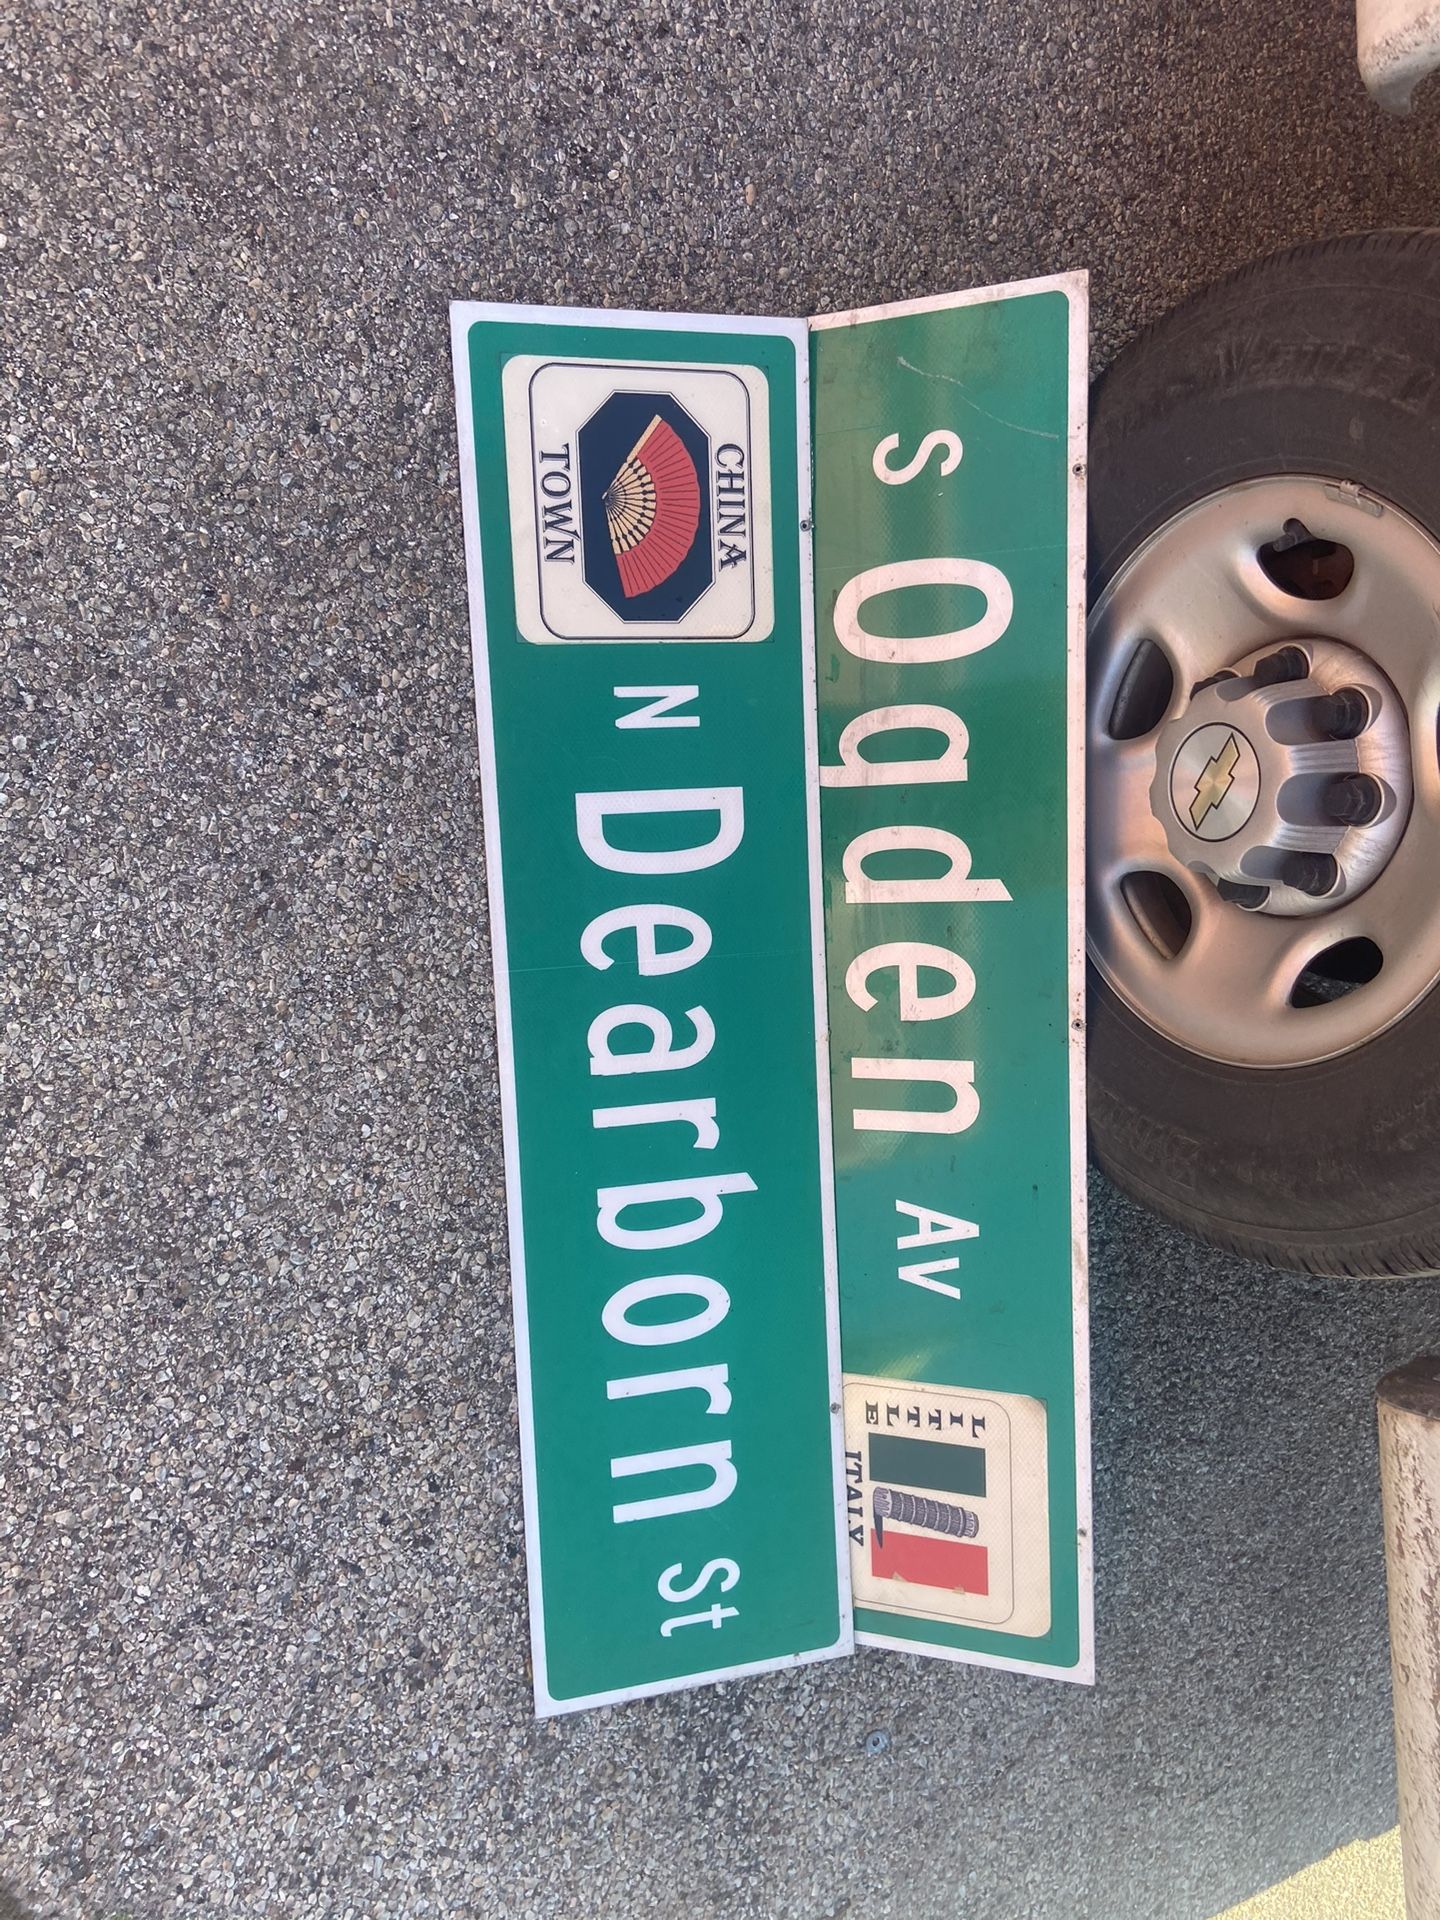 S Ogden Av
LITTLE
ITALY
CHINA
TOWN
N Dearborn St